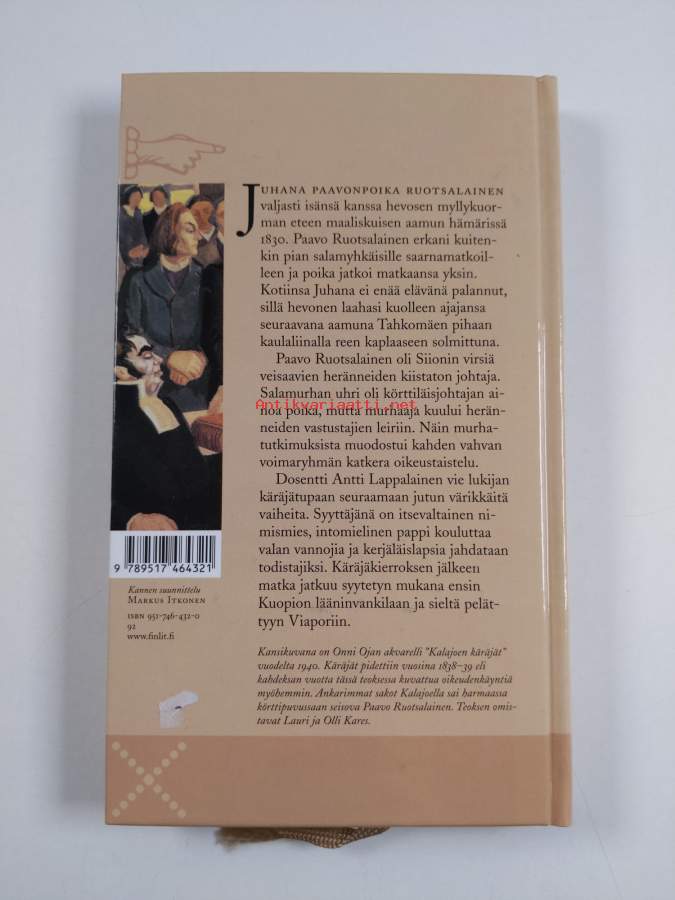 JUHANA PAAVONPOIKA RUOTSALAINEN
valjasti isänsä kanssa hevosen myllykuor-
man eteen maaliskuisen aamun hämärissä
1830. Paavo Ruotsalainen erkani kuiten-
kin pian salamyhkäisille saarnamatkoil-
leen ja poika jatkoi matkaansa yksin.
Kotiinsa Juhana ei enää elävänä palannut,
sillä hevonen laahasi kuolleen ajajansa
seuraavana aamuna Tahkomäen pihaan
kaulaliinalla reen kaplaaseen solmittuna.
Paavo Ruotsalainen oli Siionin virsiä
veisaavien heränneiden kiistaton johtaja.
Salamurhan uhri oli körttiläisjohtajan ai-
Antikvariaatti.net
noa poika, mutta murhaaja kuului herän-
neiden vastustajien leiriin. Näin murha-
tutkimuksista muodostui kahden vahvan
voimaryhmän katkera oikeustaistelu.
Dosentti Antti Lappalainen vie lukijan
käräjätupaan seuraamaan jutun värikkäitä
vaiheita. Syyttäjänä on itsevaltainen ni-
mismies, intomielinen pappi kouluttaa
valan vannojia ja kerjäläislapsia jahdataan
todistajiksi. Käräjäkierroksen jälkeen
matka jatkuu syytetyn mukana ensin
Kuopion lääninvankilaan ja sieltä pelät-
tyyn Viaporiin.
Kansikuvana on Onni Ojan akvarelli "Kalajoen käräjät"
vuodelta 1940. Käräjät pidettiin vuosina 1838–39 eli
kahdeksan vuotta tässä teoksessa kuvattua oikeudenkäyntiä
myöhemmin. Ankarimmat sakot Kalajoella sai harmaassa
körttipuvussaan seisova Paavo Ruotsalainen. Teoksen omis-
tavat Lauri ja Olli Kares.
9 789517 464321
Kannen suunnittelu
MARKUS ITKONEN
ISBN 951-746-432-0
92
www.finlit.fi